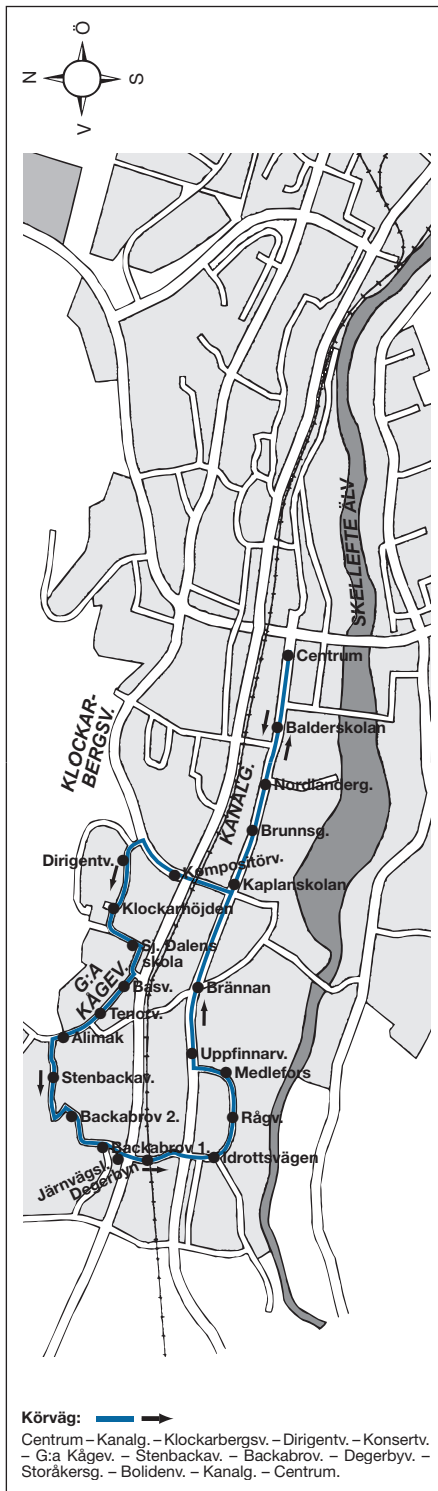 N
V
Ö
S
SKELLEFTE ÄLV
KLOCKAR-
BERGSV.
Centrum
Balderskolan
KANALG.
Nordlanderg.
Brunnsg.
Dirigentv.
Kompositörv.
Kaplanskolan
Klockarhöjden
Sj. Dalens
skola
G:A
KÅGEV.
Basv.
Brännan
Tenorv.
Alimak
Uppfinnarv.
Medlefors
Stenbackav.
Backabrov 2.
Rågv.
Backabrov 1.
Idrottsvägen
Järnvägsl.
Degerbyn
Körväg:
Centrum – Kanalg. – Klockarbergsv. – Dirigentv. – Konsertv.
– G:a Kågev. – Stenbackav. – Backabrov. – Degerbyv. –
Storåkersg. – Bolidenv. – Kanalg. – Centrum.